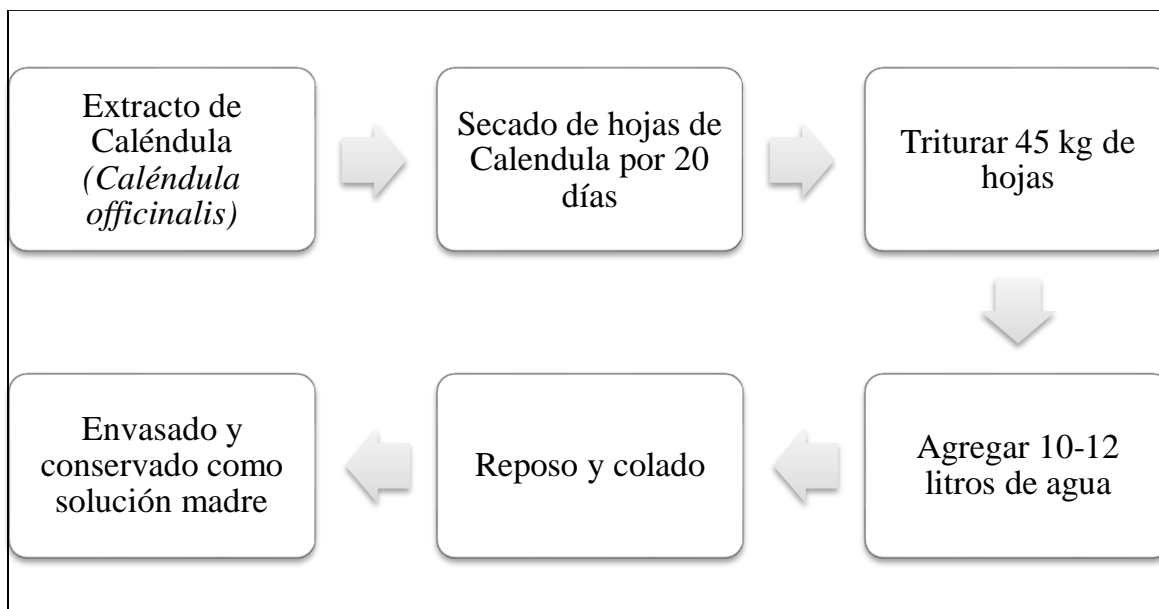 Extracto de
Caléndula
(Caléndula
officinalis)
Secado de hojas de
Calendula por 20
días
Triturar 45 kg de
hojas
Agregar 10-12
litros de agua
Reposo y colado
Envasado y
conservado como
solución madre